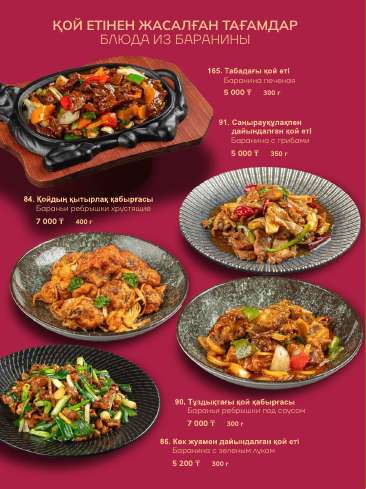 ҚОЙ ЕТІНЕН ЖАСАЛҒАН ТАҒАМДАР
БЛЮДА ИЗ БАРАНИНЫ
165. Табадағы қой еті
Баранина печеная
5 000 ₸ 300 г
91. Саңырауқұлақпен
дайындалған қой еті
Баранина с грибами
5 000 ₸ 350 г
84. Қойдың қытырлақ қабырғасы
Бараньи ребрышки хрустящие
7 000 ₸ 400 г
90. Тұздықтағы қой қабырғасы
Бараньи ребрышки под соусом
7 000 ₸ 300 г
86. Көк жуамен дайындалған қой еті
Баранина с зеленым луком
5 200 ₸ 300 г